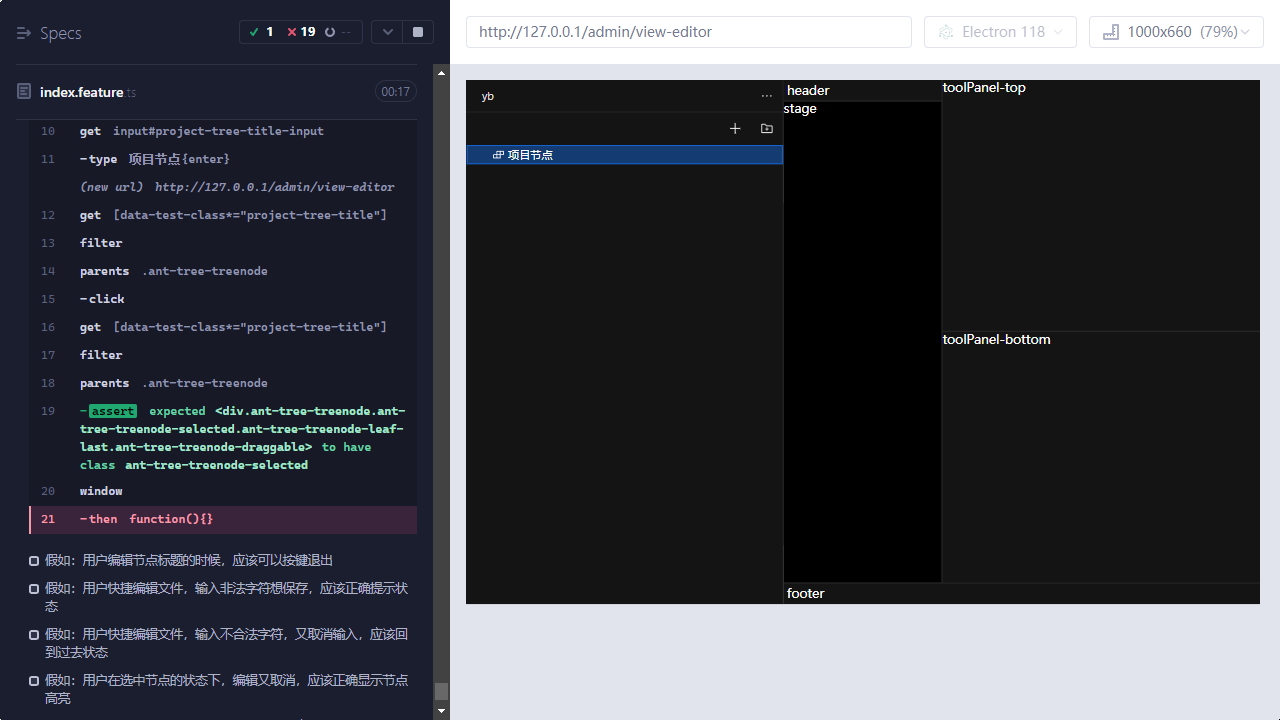 Specs
1
19
--
index.feature.ts
00:17
10 get input#project-tree-title-input
11 -type 项目节点{enter}
(new url) http://127.0.0.1/admin/view-editor
12 get [data-test-class*="project-tree-title"]
13 filter
14 parents .ant-tree-treenode
15 -click
16 get [data-test-class*="project-tree-title"]
17 filter
18 parents .ant-tree-treenode
19 -assert expected <div.ant-tree-treenode.ant-
tree-treenode-selected.ant-tree-treenode-leaf-
last.ant-tree-treenode-draggable> to have
class ant-tree-treenode-selected
20 window
21 -then function(){}
假如: 用户编辑节点标题的时候，应该可以按键退出
假如: 用户快捷编辑文件，输入非法字符想保存，应该正确提示状
态
假如: 用户快捷编辑文件，输入不合法字符，又取消输入，应该回
到过去状态
假如: 用户在选中节点的状态下，编辑又取消，应该正确显示节点
高亮
http://127.0.0.1/admin/view-editor
Electron 118
1000x660 (79%)
yb
...
项目节点
header
stage
toolPanel-top
toolPanel-bottom
footer